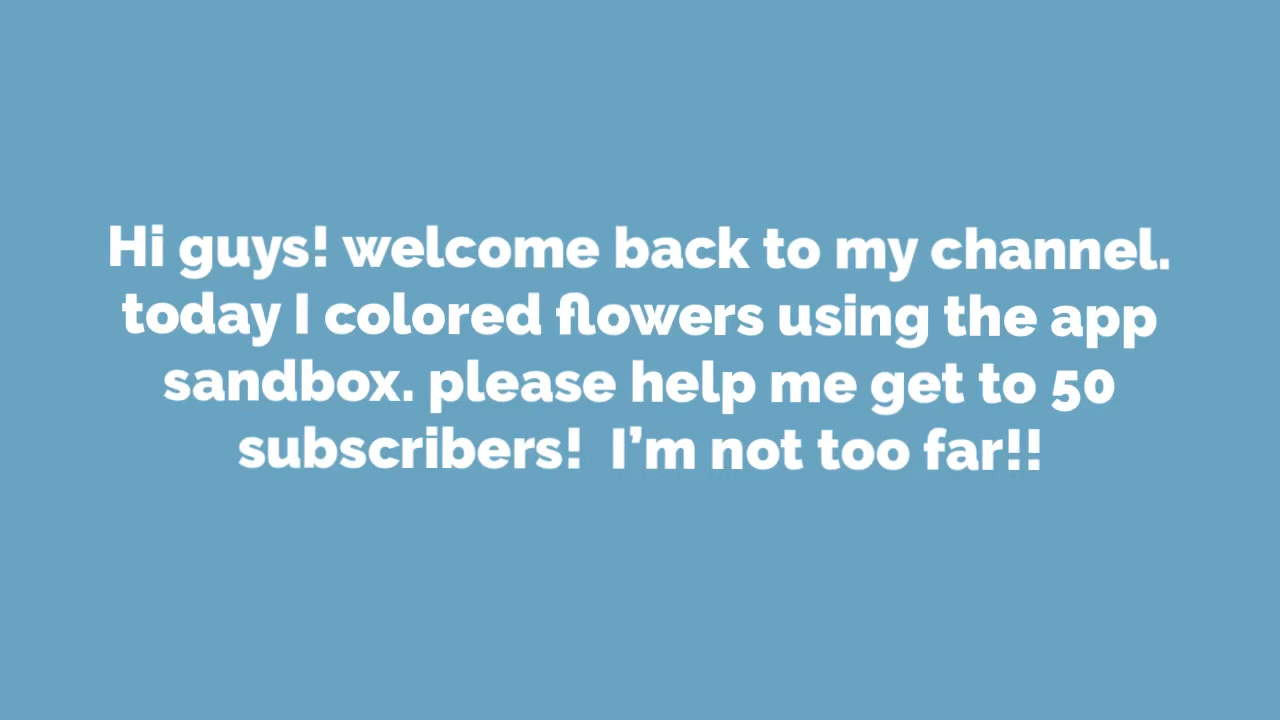 Hi guys! welcome back to my channel.
today I colored flowers using the app
sandbox. please help me get to 50
subscribers!  I’m not too far!!